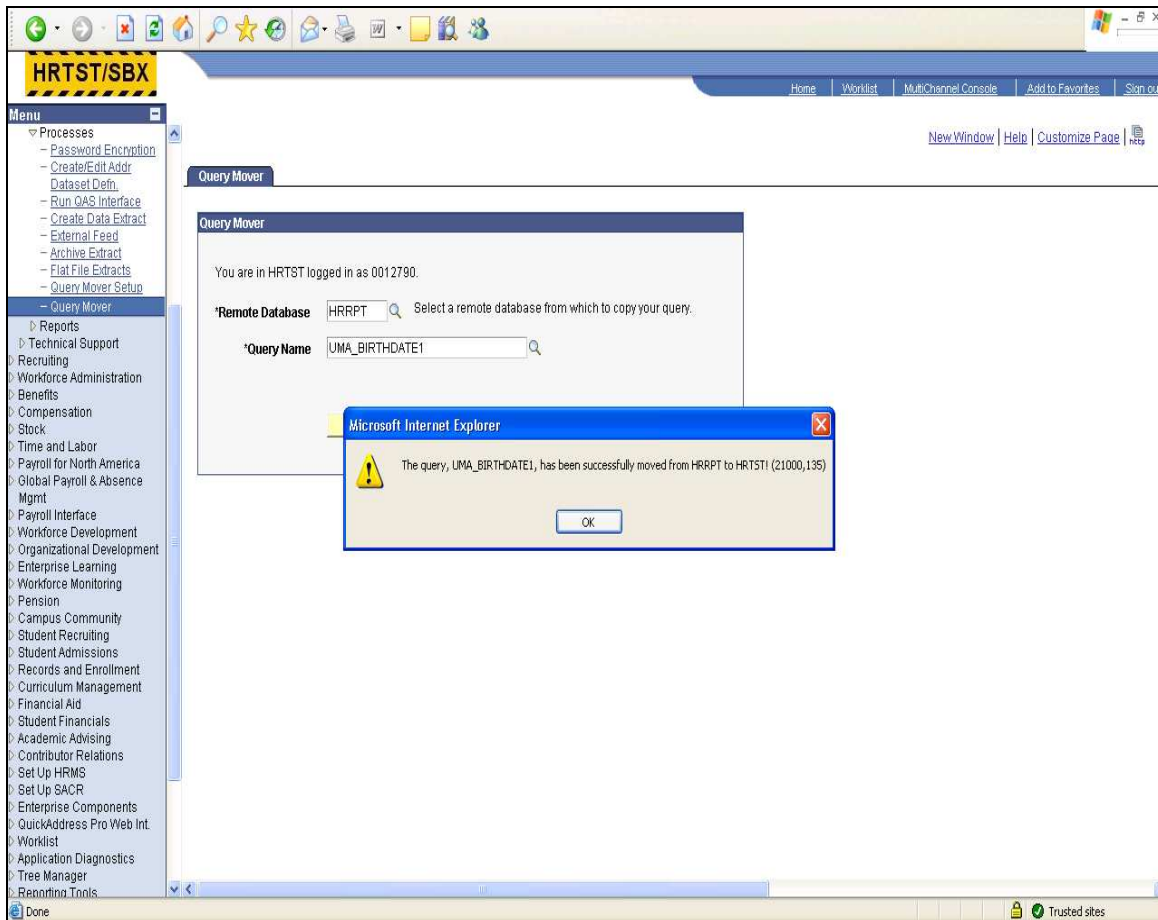 HRTST/SBX
Home
Worklist
MultiChannel Console
Add to Favorites
Sign ou
Menu
Processes
– Password Encryption
– Create/Edit Addr
Dataset Defn.
– Run QAS Interface
– Create Data Extract
– External Feed
– Archive Extract
– Flat File Extracts
– Query Mover Setup
– Query Mover
Reports
Technical Support
Recruiting
Workforce Administration
Benefits
Compensation
Stock
Time and Labor
Payroll for North America
Global Payroll & Absence
Mgmt
Payroll Interface
Workforce Development
Organizational Development
Enterprise Learning
Workforce Monitoring
Pension
Campus Community
Student Recruiting
Student Admissions
Records and Enrollment
Curriculum Management
Financial Aid
Student Financials
Academic Advising
Contributor Relations
Set Up HRMS
Set Up SACR
Enterprise Components
QuickAddress Pro Web Int.
Worklist
Application Diagnostics
Tree Manager
Reporting Tools
New Window | Help | Customize Page | http
Query Mover
Query Mover
You are in HRTST logged in as 0012790.
*Remote Database HRRPT Select a remote database from which to copy your query.
*Query Name UMA_BIRTHDATE1
Microsoft Internet Explorer
The query, UMA_BIRTHDATE1, has been successfully moved from HRRPT to HRTST! (21000,135)
OK
Done
Trusted sites